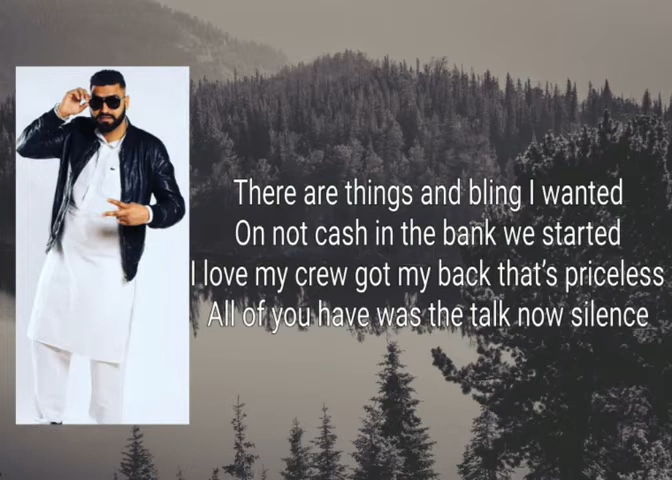 There are things and bling I wanted
On not cash in the bank we started
I love my crew got my back that's priceless
All of you have was the talk now silence